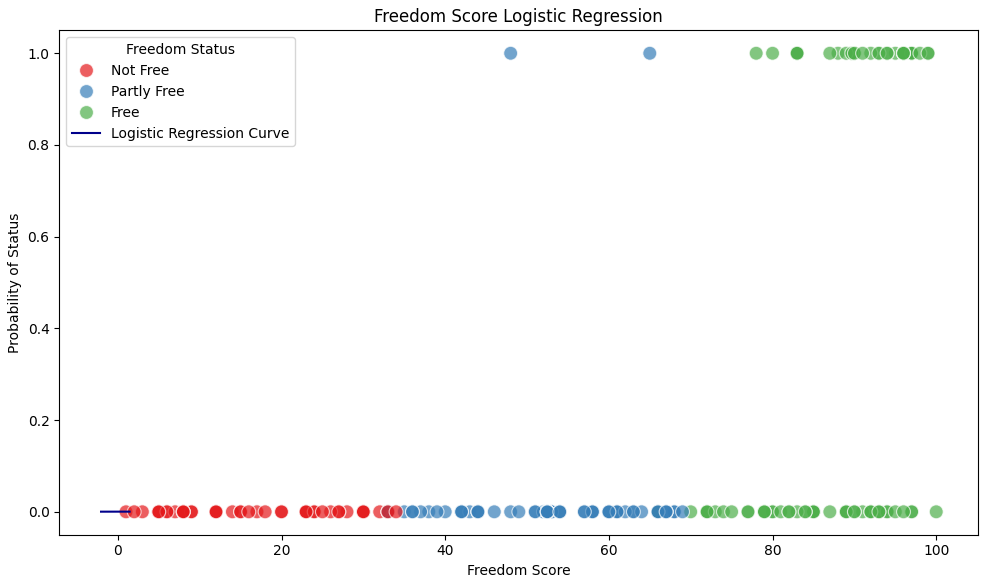 Freedom Score Logistic Regression
Freedom Status
Not Free
Partly Free
Free
Logistic Regression Curve
Probability of Status
1.0
0.8
0.6
0.4
0.2
0.0
0
20
40
60
80
100
Freedom Score